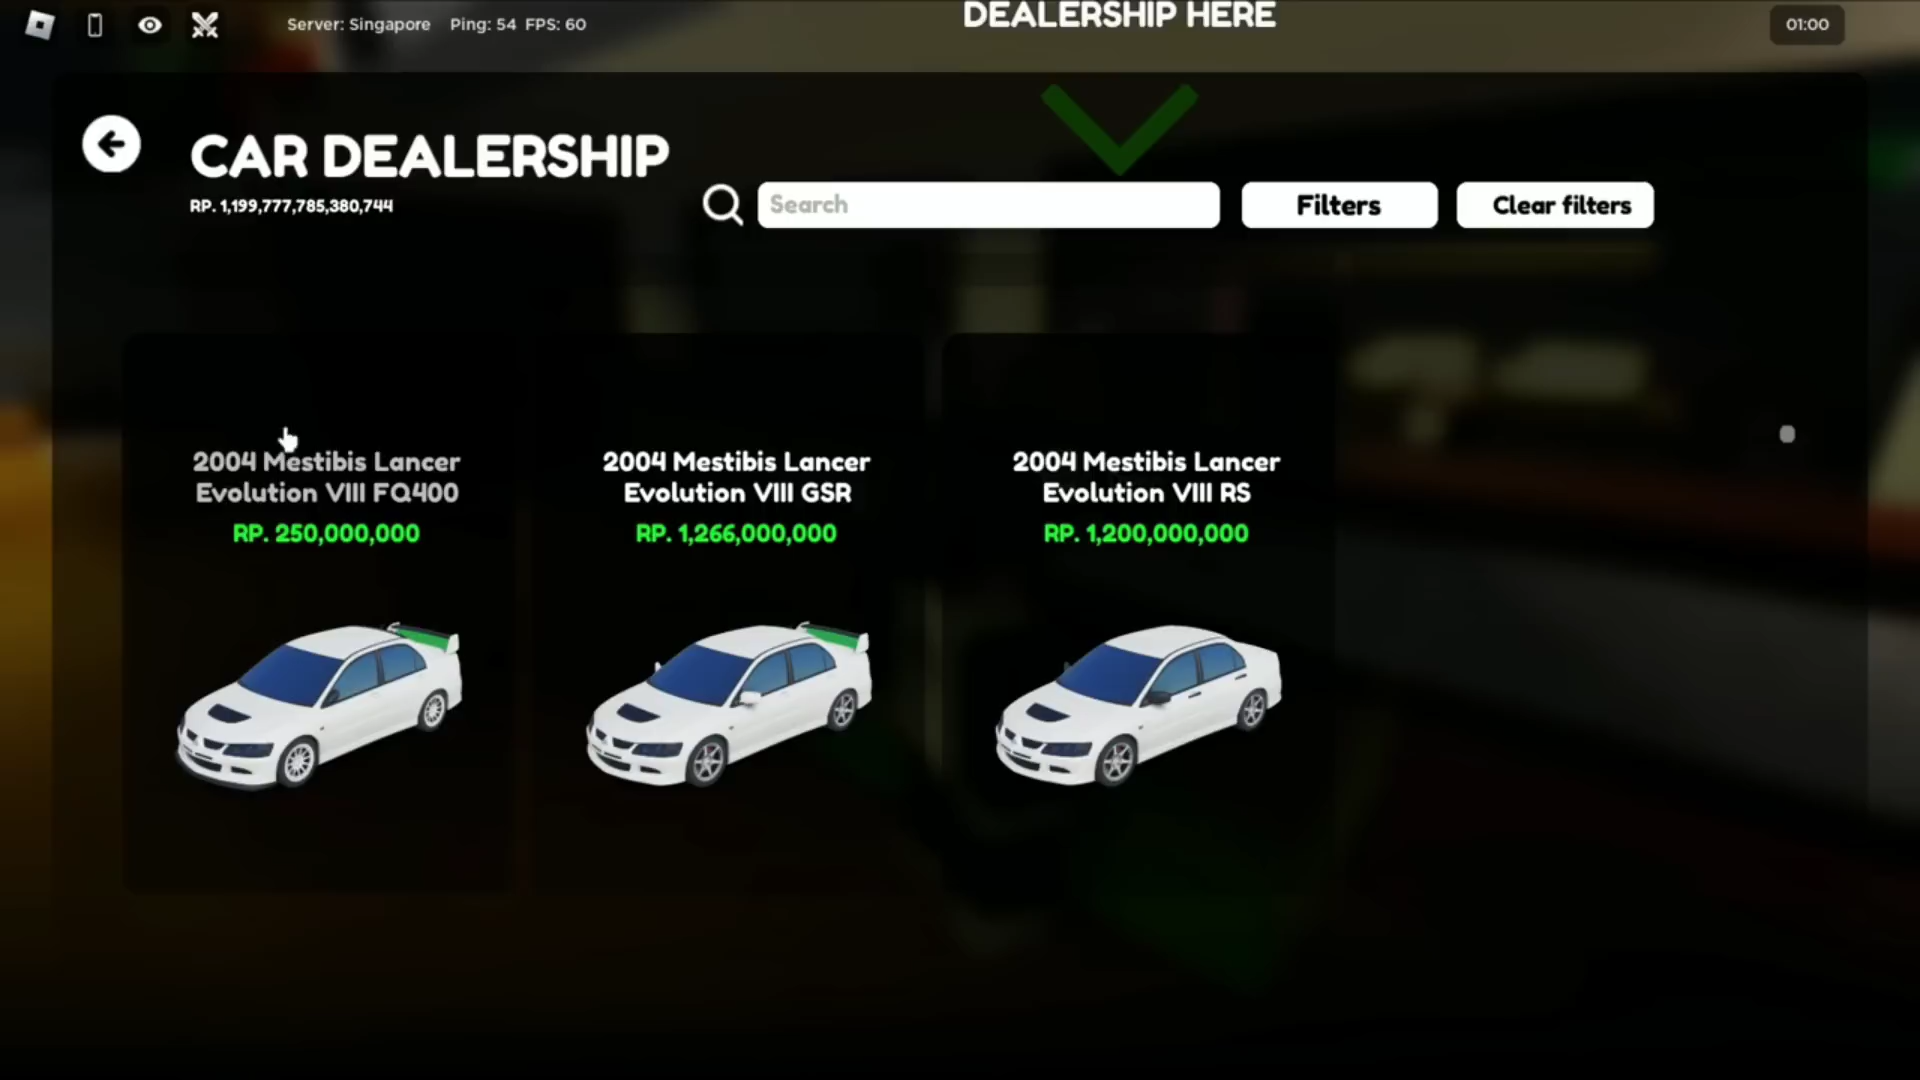 Server: Singapore Ping: 54 FPS: 60
DEALERSHIP HERE
01:00
CAR DEALERSHIP
RP. 1,199,777,785,380,744
Search
Filters
Clear filters
2004 Mestibis Lancer
Evolution VIII FQ400
RP. 250,000,000
2004 Mestibis Lancer
Evolution VIII GSR
RP. 1,266,000,000
2004 Mestibis Lancer
Evolution VIII RS
RP. 1,200,000,000